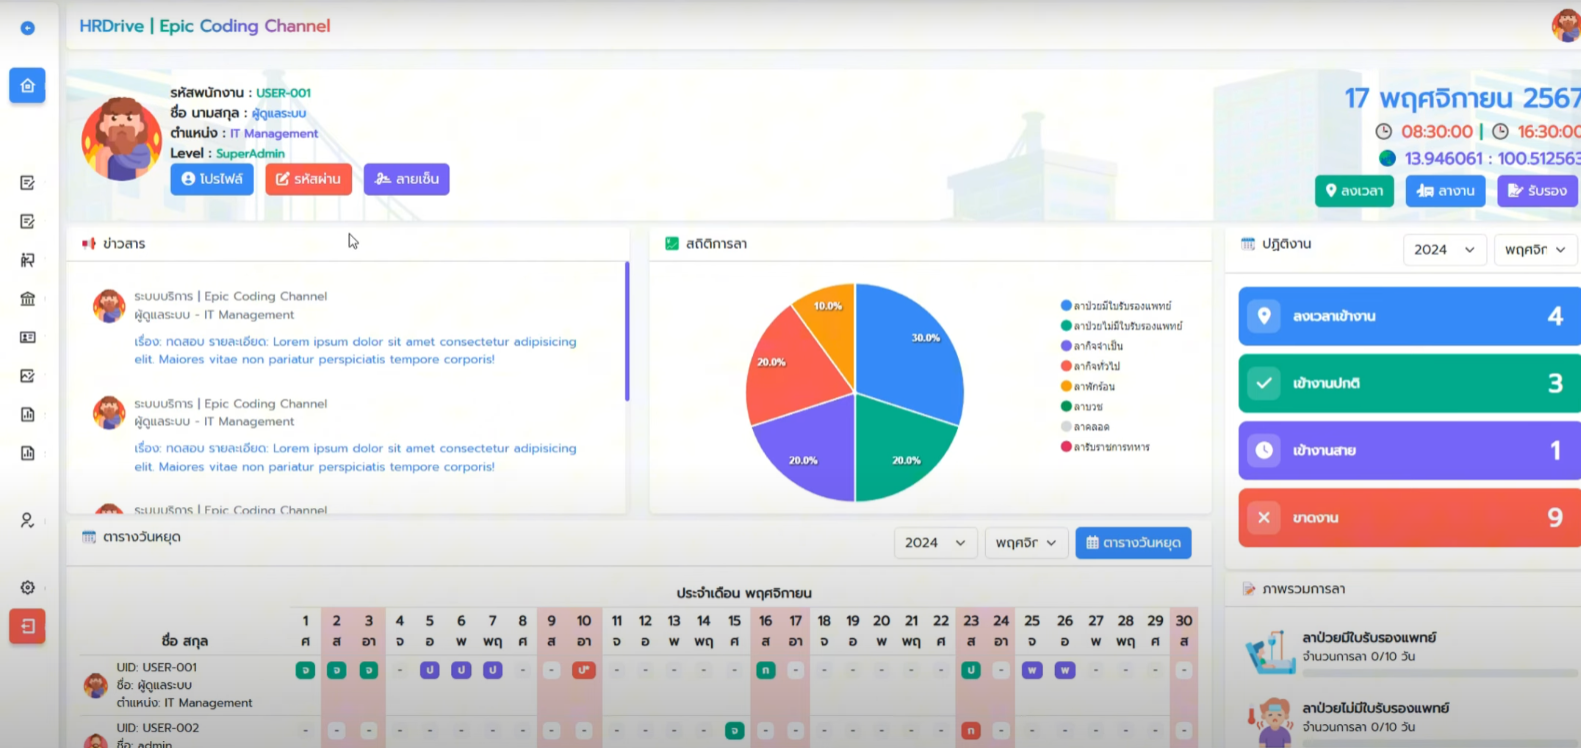 HRDrive | Epic Coding Channel
รหัสพนักงาน : USER-001
ชื่อ นามสกุล : ผู้ดูแลระบบ
ตำแหน่ง : IT Management
Level : SuperAdmin
โปรไฟล์ รหัสผ่าน ลายเซ็น
17 พฤศจิกายน 2567
08:30:00 | 16:30:00
13.946061 : 100.512563
ลงเวลา ลางาน รับรอง
ข่าวสาร
ระบบบริการ | Epic Coding Channel
ผู้ดูแลระบบ - IT Management
เรื่อง: ทดสอบ รายละเอียด: Lorem ipsum dolor sit amet consectetur adipisicing
elit. Maiores vitae non pariatur perspiciatis tempore corporis!
ระบบบริการ | Epic Coding Channel
ผู้ดูแลระบบ - IT Management
เรื่อง: ทดสอบ รายละเอียด: Lorem ipsum dolor sit amet consectetur adipisicing
elit. Maiores vitae non pariatur perspiciatis tempore corporis!
ระบบบริการ | Epic Coding Channel
สถิติการลา
10.0%
30.0%
20.0%
20.0%
20.0%
ลาป่วยมีใบรับรองแพทย์
ลาป่วยไม่มีใบรับรองแพทย์
ลากิจจำเป็น
ลากิจทั่วไป
ลาพักร้อน
ลาบวช
ลาคลอด
ลารับราชการทหาร
ปฏิติงาน 2024 พฤศจิก
ลงเวลาเข้างาน 4
เข้างานปกติ 3
เข้างานสาย 1
ขาดงาน 9
ตารางวันหยุด 2024 พฤศจิก ตารางวันหยุด
ประจำเดือน พฤศจิกายน
1 2 3 4 5 6 7 8 9 10 11 12 13 14 15 16 17 18 19 20 21 22 23 24 25 26 27 28 29 30
ชื่อ สกุล ศ ส อา จ อ พ พฤ ศ ส อา จ อ พ พฤ ศ ส อา จ อ พ พฤ ศ ส อา จ อ พ พฤ ศ ส
UID: USER-001
ชื่อ: ผู้ดูแลระบบ
ตำแหน่ง: IT Management
จ จ จ - ป ป ป - - ป* - - - - - ก - - - - - - ป - พ พ - - - -
UID: USER-002
ชื่อ: admin
- - - - - - - - - - - - - - จ - - - - - - - ก - - - - - - -
ภาพรวมการลา
ลาป่วยมีใบรับรองแพทย์
จำนวนการลา 0/10 วัน
ลาป่วยไม่มีใบรับรองแพทย์
จำนวนการลา 0/10 วัน